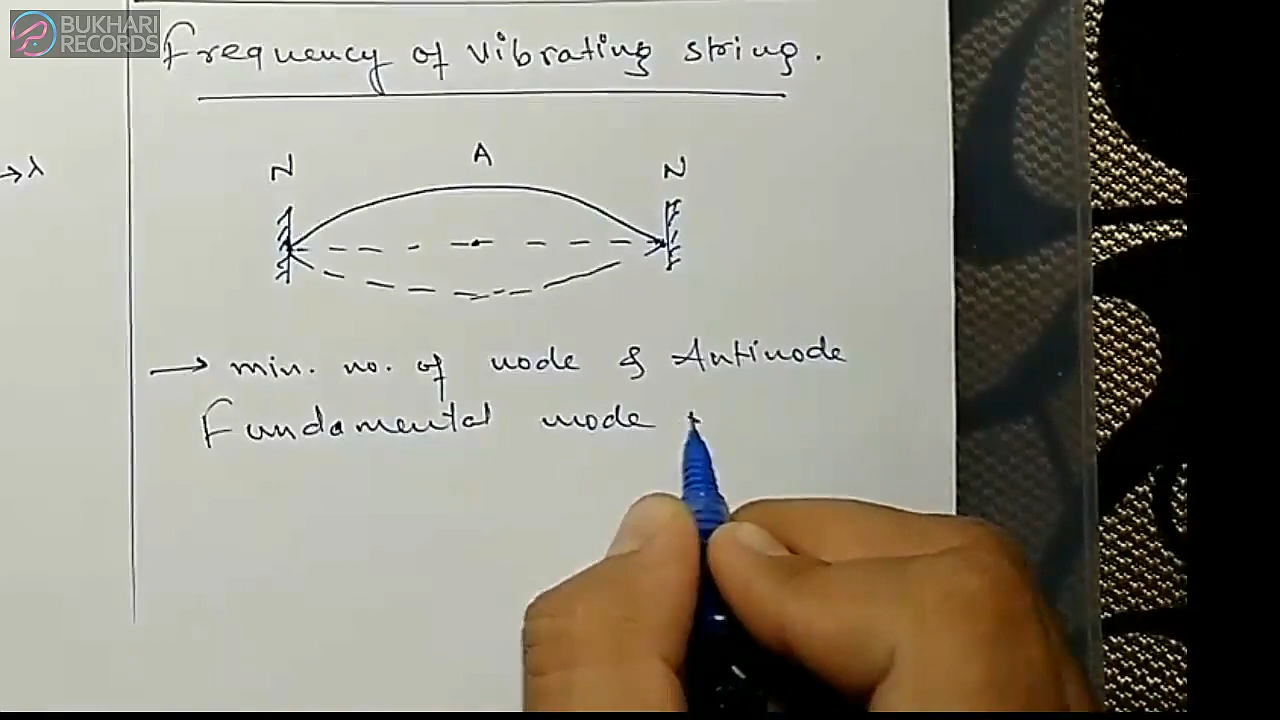 BUKHARI
RECORDS
Frequency of vibrating string.
→ λ
N A N
→ min. no. of node & Antinode
Fundamental mode